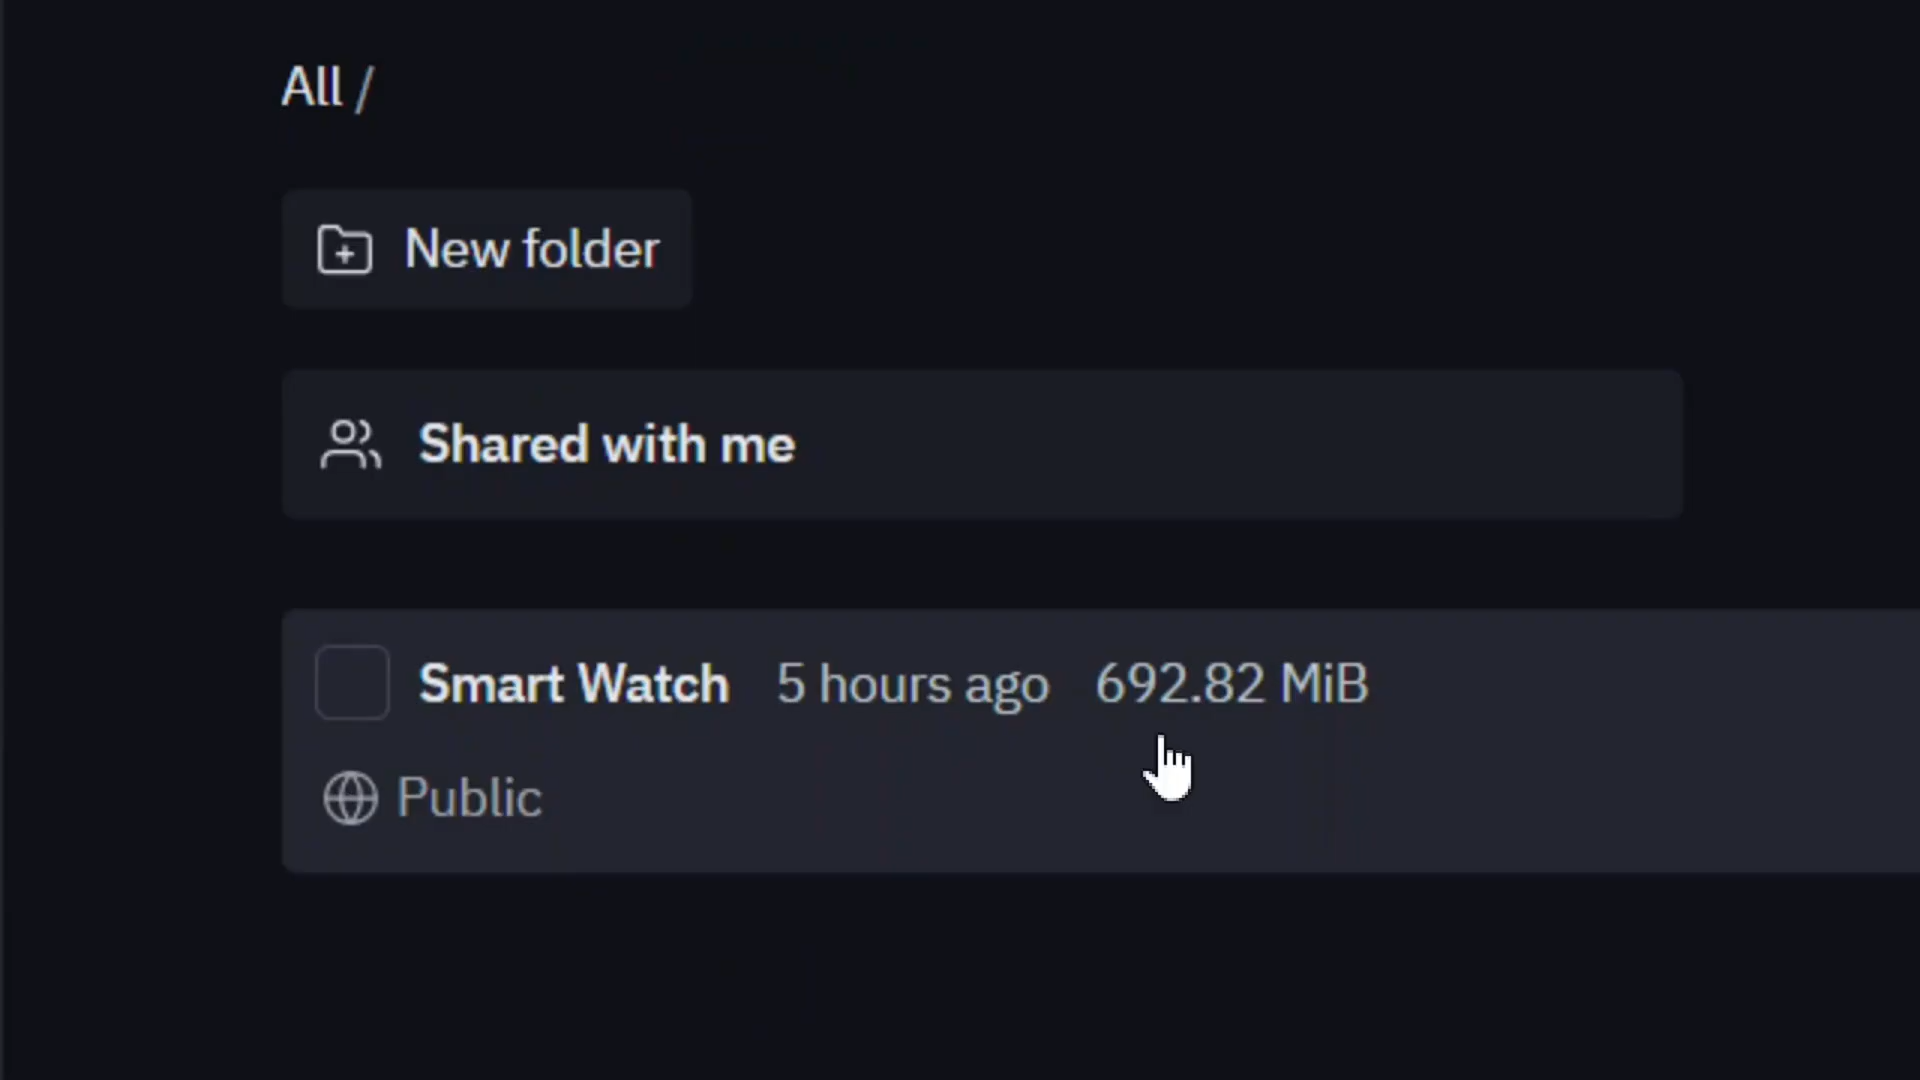 All /
New folder
Shared with me
Smart Watch 5 hours ago 692.82 MiB
Public